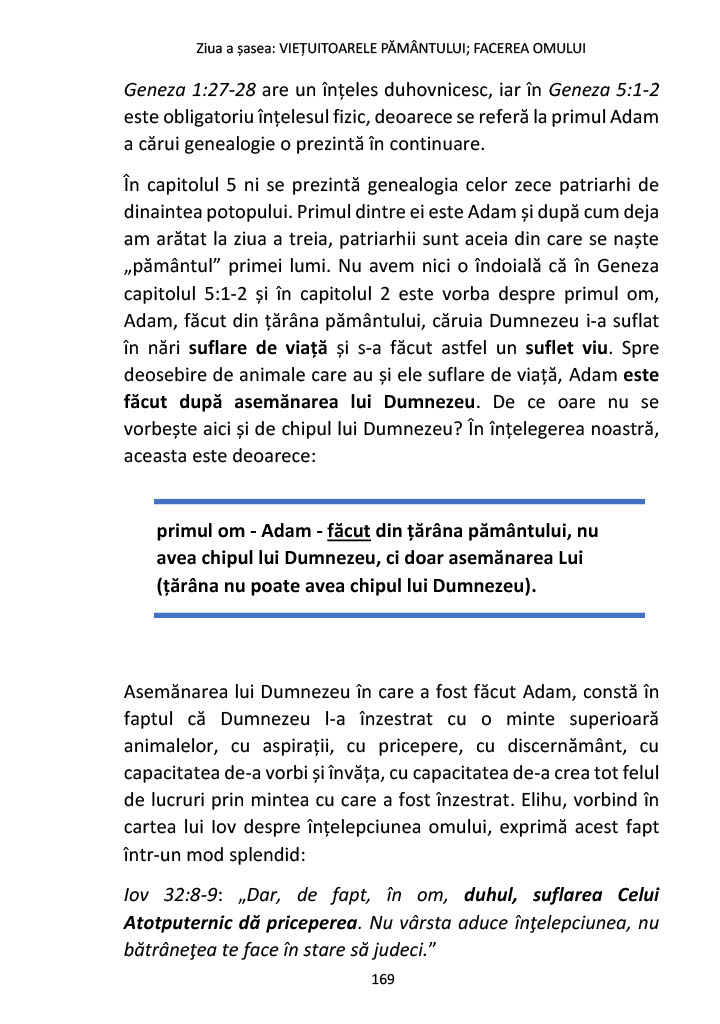 Ziua a șasea: VIEȚUITOARELE PĂMÂNTULUI; FACEREA OMULUI
Geneza 1:27-28 are un înțeles duhovnicesc, iar în Geneza 5:1-2
este obligatoriu înțelesul fizic, deoarece se referă la primul Adam
a cărui genealogie o prezintă în continuare.
În capitolul 5 ni se prezintă genealogia celor zece patriarhi de
dinaintea potopului. Primul dintre ei este Adam și după cum deja
am arătat la ziua a treia, patriarhii sunt aceia din care se naște
„pământul” primei lumi. Nu avem nici o îndoială că în Geneza
capitolul 5:1-2 și în capitolul 2 este vorba despre primul om,
Adam, făcut din țărâna pământului, căruia Dumnezeu i-a suflat
în nări suflare de viață și s-a făcut astfel un suflet viu. Spre
deosebire de animale care au și ele suflare de viață, Adam este
făcut după asemănarea lui Dumnezeu. De ce oare nu se
vorbește aici și de chipul lui Dumnezeu? În înțelegerea noastră,
aceasta este deoarece:
primul om - Adam - făcut din țărâna pământului, nu
avea chipul lui Dumnezeu, ci doar asemănarea Lui
(țărâna nu poate avea chipul lui Dumnezeu).
Asemănarea lui Dumnezeu în care a fost făcut Adam, constă în
faptul că Dumnezeu l-a înzestrat cu o minte superioară
animalelor, cu aspirații, cu pricepere, cu discernământ, cu
capacitatea de-a vorbi și învăța, cu capacitatea de-a crea tot felul
de lucruri prin mintea cu care a fost înzestrat. Elihu, vorbind în
cartea lui Iov despre înțelepciunea omului, exprimă acest fapt
într-un mod splendid:
Iov 32:8-9: „Dar, de fapt, în om, duhul, suflarea Celui
Atotputernic dă priceperea. Nu vârsta aduce înţelepciunea, nu
bătrâneţea te face în stare să judeci.”
169